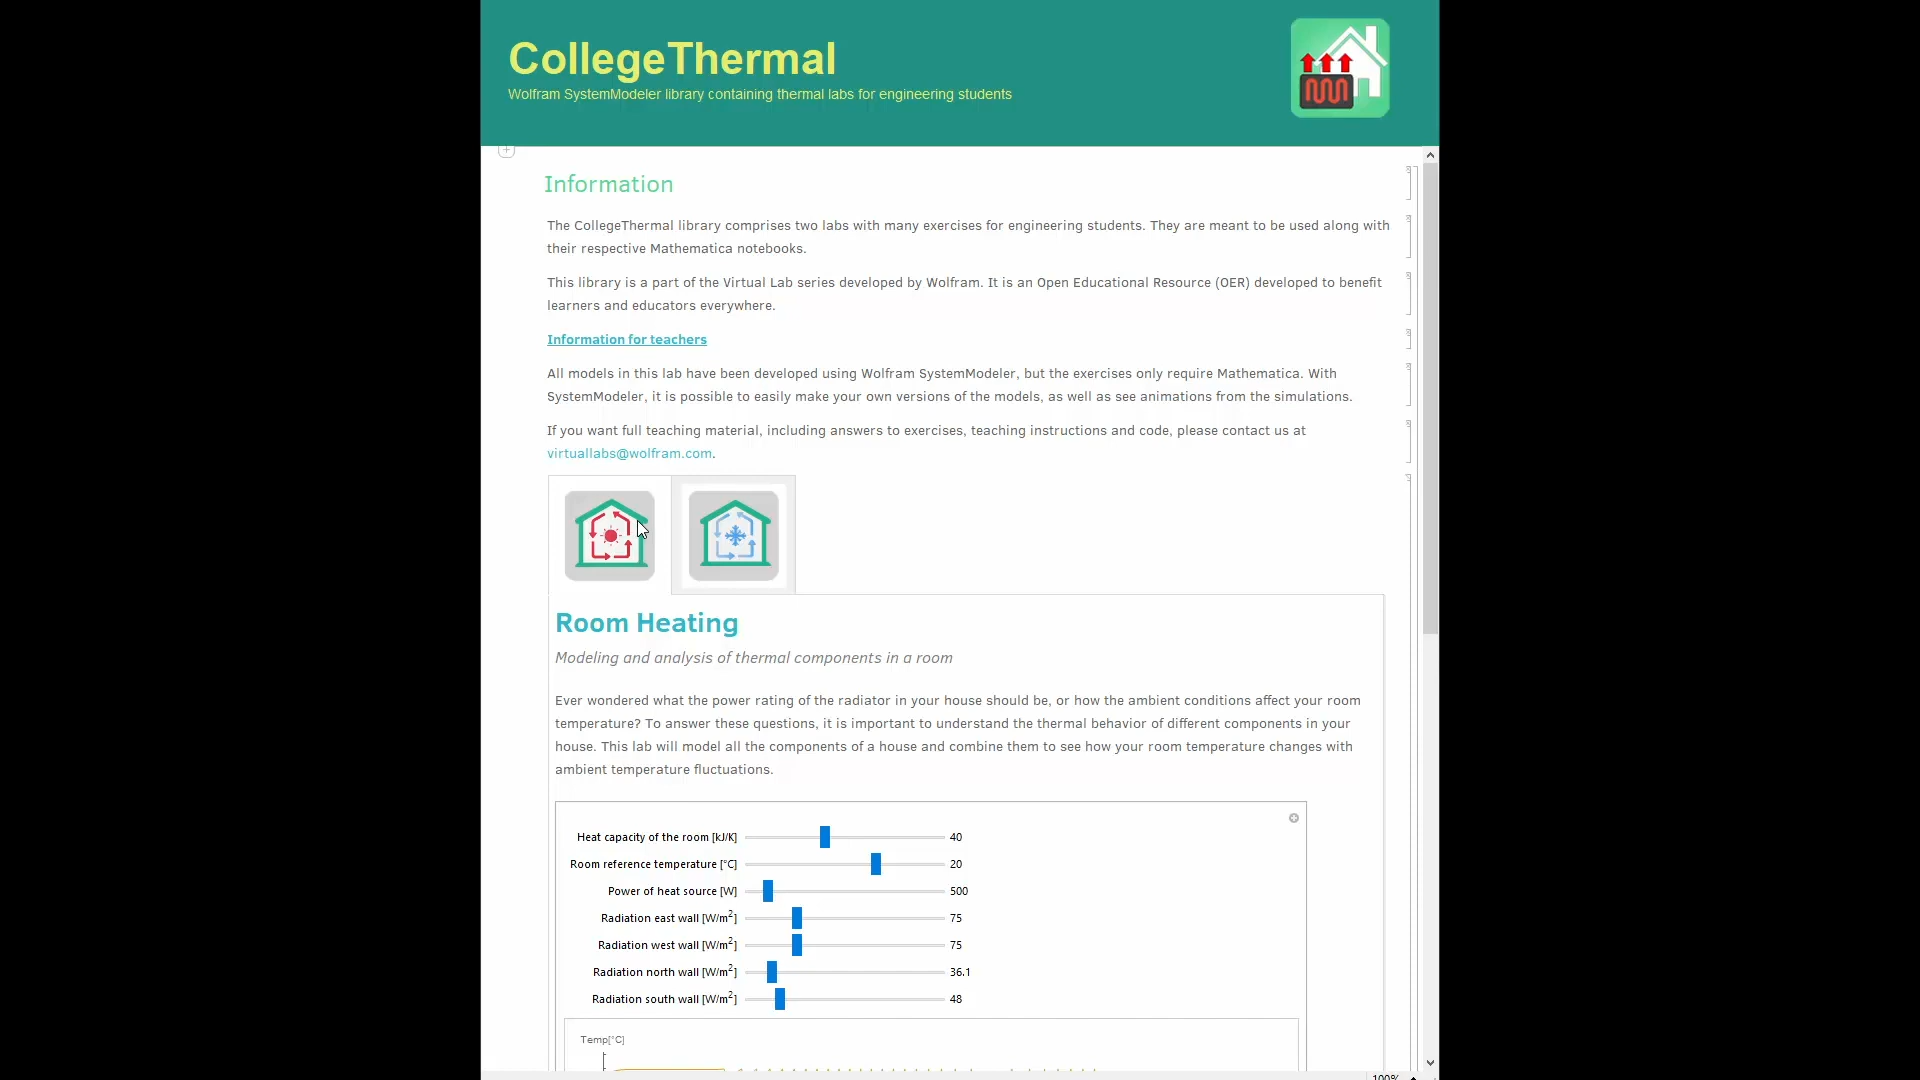 CollegeThermal
Wolfram SystemModeler library containing thermal labs for engineering students
Information
The CollegeThermal library comprises two labs with many exercises for engineering students. They are meant to be used along with
their respective Mathematica notebooks.
This library is a part of the Virtual Lab series developed by Wolfram. It is an Open Educational Resource (OER) developed to benefit
learners and educators everywhere.
Information for teachers
All models in this lab have been developed using Wolfram SystemModeler, but the exercises only require Mathematica. With
SystemModeler, it is possible to easily make your own versions of the models, as well as see animations from the simulations.
If you want full teaching material, including answers to exercises, teaching instructions and code, please contact us at
virtuallabs@wolfram.com.
Room Heating
Modeling and analysis of thermal components in a room
Ever wondered what the power rating of the radiator in your house should be, or how the ambient conditions affect your room
temperature? To answer these questions, it is important to understand the thermal behavior of different components in your
house. This lab will model all the components of a house and combine them to see how your room temperature changes with
ambient temperature fluctuations.
Heat capacity of the room [kJ/K] 40
Room reference temperature [°C] 20
Power of heat source [W] 500
Radiation east wall [W/m²] 75
Radiation west wall [W/m²] 75
Radiation north wall [W/m²] 36.1
Radiation south wall [W/m²] 48
Temp[°C]
100%